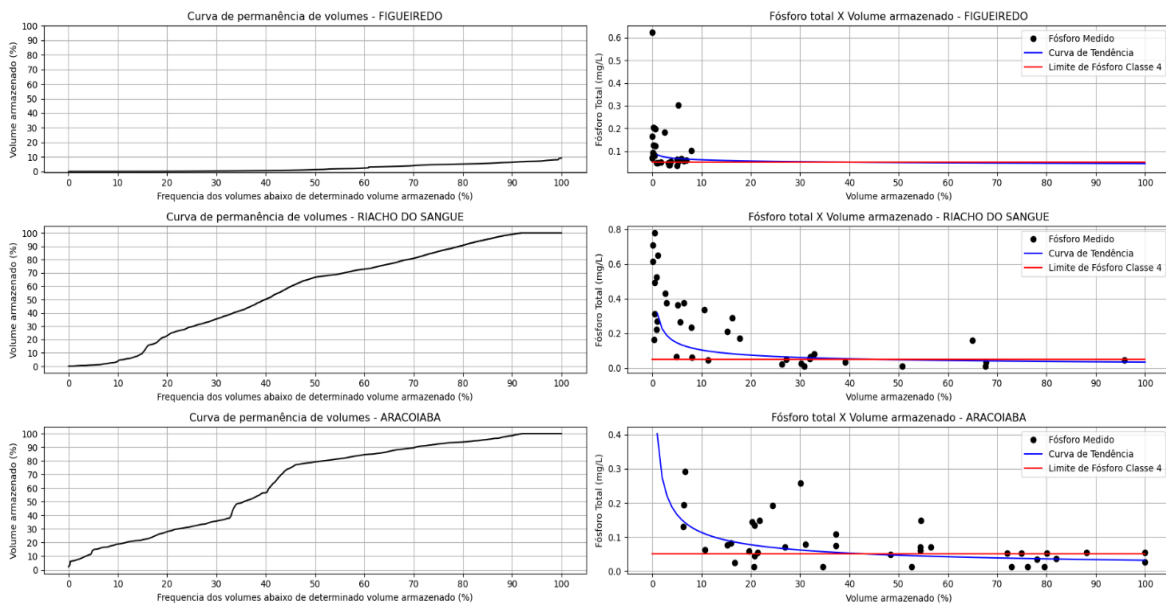 Curva de permanência de volumes - FIGUEIREDO
Volume armazenado (%)
100
90
80
70
60
50
40
30
20
10
0
0 10 20 30 40 50 60 70 80 90 100
Frequencia dos volumes abaixo de determinado volume armazenado (%)
Fósforo total X Volume armazenado - FIGUEIREDO
Fósforo Total (mg/L)
0.6
0.5
0.4
0.3
0.2
0.1
Fósforo Medido
Curva de Tendência
Limite de Fósforo Classe 4
0 10 20 30 40 50 60 70 80 90 100
Volume armazenado (%)
Curva de permanência de volumes - RIACHO DO SANGUE
Volume armazenado (%)
100
90
80
70
60
50
40
30
20
10
0
0 10 20 30 40 50 60 70 80 90 100
Frequencia dos volumes abaixo de determinado volume armazenado (%)
Fósforo total X Volume armazenado - RIACHO DO SANGUE
Fósforo Total (mg/L)
0.8
0.6
0.4
0.2
0.0
Fósforo Medido
Curva de Tendência
Limite de Fósforo Classe 4
0 10 20 30 40 50 60 70 80 90 100
Volume armazenado (%)
Curva de permanência de volumes - ARACOIABA
Volume armazenado (%)
100
90
80
70
60
50
40
30
20
10
0
0 10 20 30 40 50 60 70 80 90 100
Frequencia dos volumes abaixo de determinado volume armazenado (%)
Fósforo total X Volume armazenado - ARACOIABA
Fósforo Total (mg/L)
0.4
0.3
0.2
0.1
0.0
Fósforo Medido
Curva de Tendência
Limite de Fósforo Classe 4
0 10 20 30 40 50 60 70 80 90 100
Volume armazenado (%)